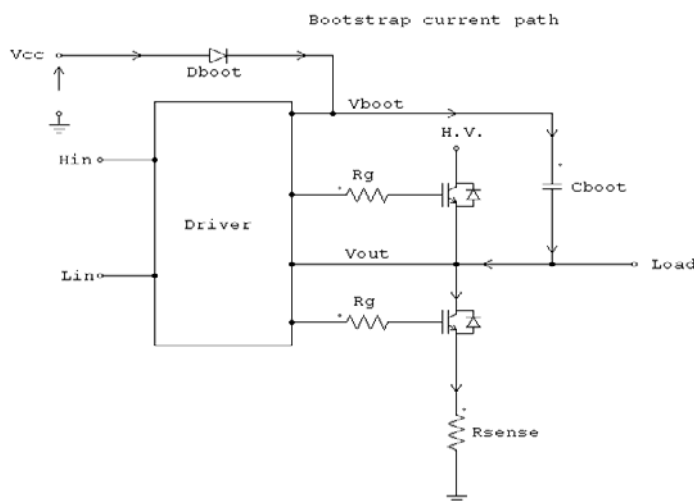 Bootstrap current path
Vcc
Dboot
Vboot
H.V.
Hin
Rg
Cboot
Driver
Vout
Load
Lin
Rg
Rsense